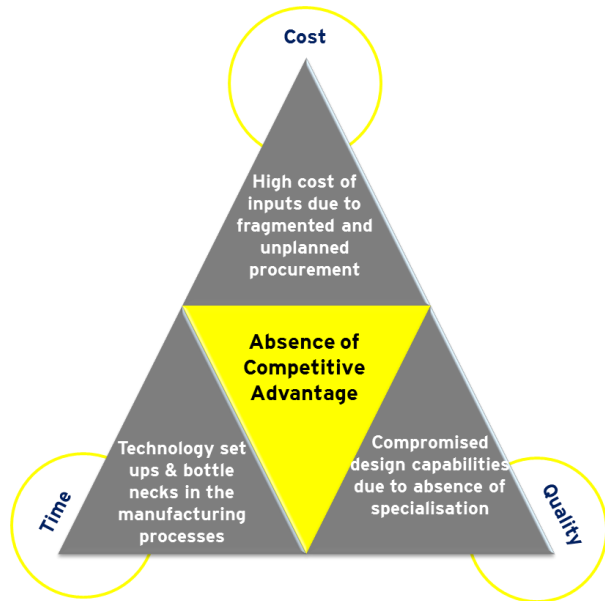 Cost
High cost of
inputs due to
fragmented and
unplanned
procurement
Absence of
Competitive
Advantage
Technology set
ups & bottle
necks in the
manufacturing
processes
Compromised
design capabilities
due to absence of
specialisation
Time
Quality